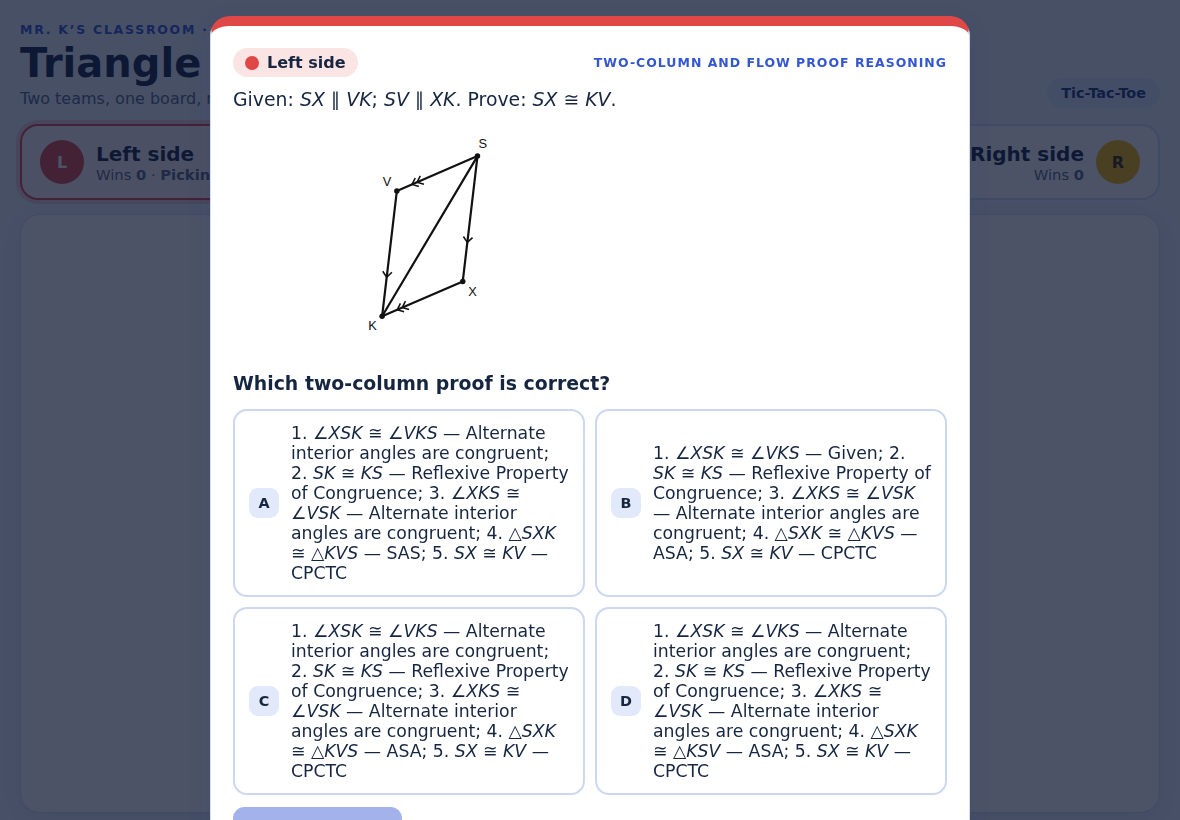 MR. K'S CLASSROOM ·
Triangle
Two teams, one board,
Tic-Tac-Toe
L
Left side
Wins 0 ·
Right side
Wins 0
R
Left side
TWO-COLUMN AND FLOW PROOF REASONING
Given: SX ∥ VK; SV ∥ XK. Prove: SX ≅ KV.
S
V
X
K
Which two-column proof is correct?
A
1. ∠XSK ≅ ∠VKS — Alternate
interior angles are congruent;
2. SK ≅ KS — Reflexive Property
of Congruence; 3. ∠XKS ≅
∠VSK — Alternate interior
angles are congruent; 4. △SXK
≅ △KVS — SAS; 5. SX ≅ KV —
CPCTC
B
1. ∠XSK ≅ ∠VKS — Given; 2.
SK ≅ KS — Reflexive Property of
Congruence; 3. ∠XKS ≅ ∠VSK
— Alternate interior angles are
congruent; 4. △SXK ≅ △KVS —
ASA; 5. SX ≅ KV — CPCTC
C
1. ∠XSK ≅ ∠VKS — Alternate
interior angles are congruent;
2. SK ≅ KS — Reflexive Property
of Congruence; 3. ∠XKS ≅
∠VSK — Alternate interior
angles are congruent; 4. △SXK
≅ △KVS — ASA; 5. SX ≅ KV —
CPCTC
D
1. ∠XSK ≅ ∠VKS — Alternate
interior angles are congruent;
2. SK ≅ KS — Reflexive Property
of Congruence; 3. ∠XKS ≅
∠VSK — Alternate interior
angles are congruent; 4. △SXK
≅ △KSV — ASA; 5. SX ≅ KV —
CPCTC